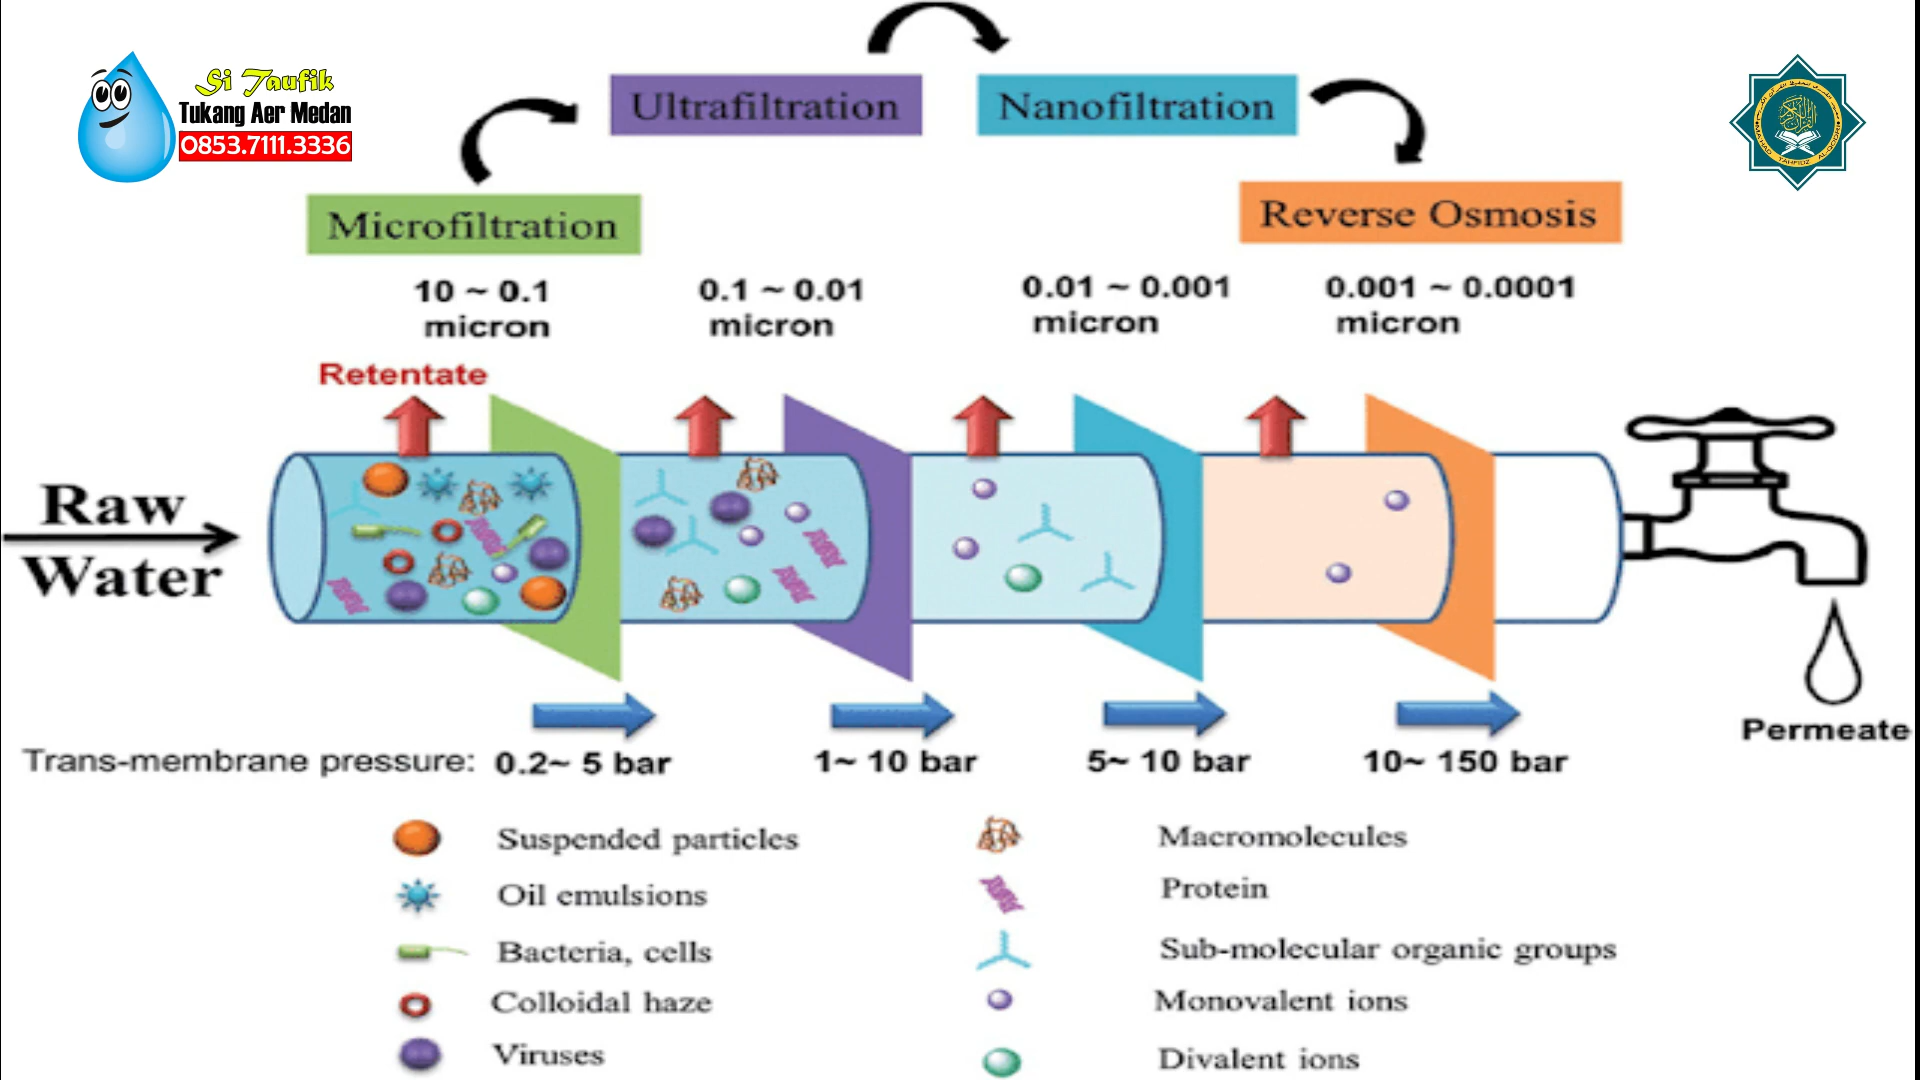 Si Taufik
Tukang Aer Medan
0853.7111.3336
Ultrafiltration
Nanofiltration
Microfiltration
Reverse Osmosis
10 ~ 0.1
micron
0.1 ~ 0.01
micron
0.01 ~ 0.001
micron
0.001 ~ 0.0001
micron
Retentate
Raw
Water
Permeate
Trans-membrane pressure: 0.2~ 5 bar
1~ 10 bar
5~ 10 bar
10~ 150 bar
Suspended particles
Oil emulsions
Bacteria, cells
Colloidal haze
Viruses
Macromolecules
Protein
Sub-molecular organic groups
Monovalent ions
Divalent ions